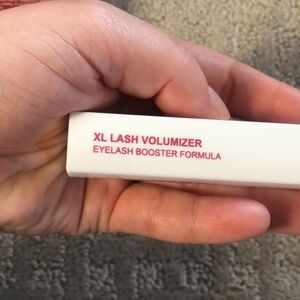 XL LASH VOLUMIZER
EYELASH BOOSTER FORMULA